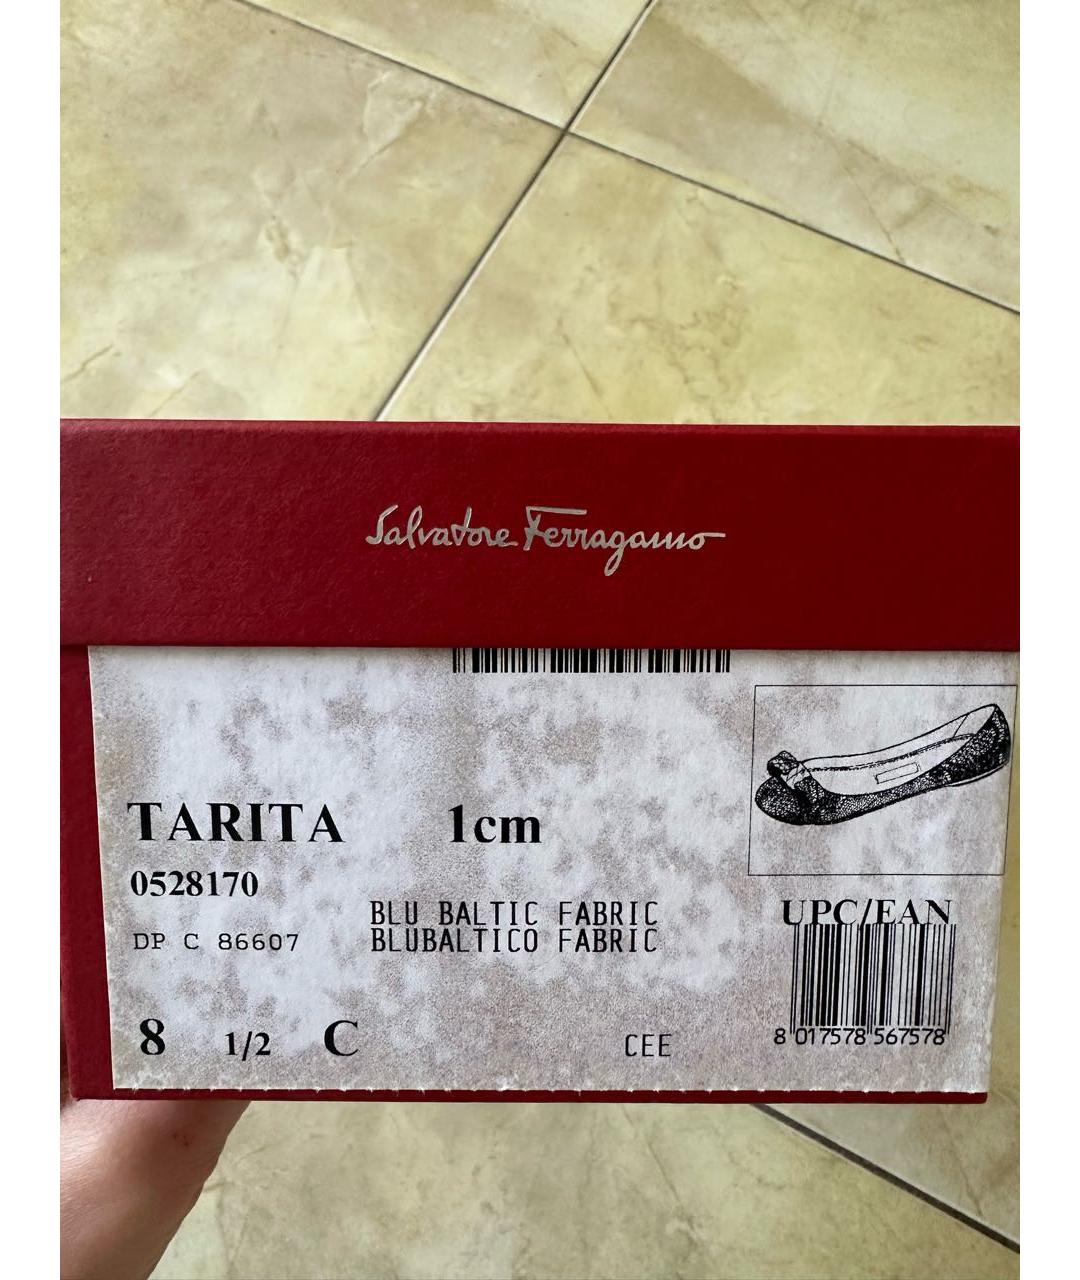 Salvatore Ferragamo
TARITA 1cm
0528170
BLU BALTIC FABRIC
DP C 86607 BLUBALTICO FABRIC
UPC/EAN
8 017578 567578
8 1/2 C CEE